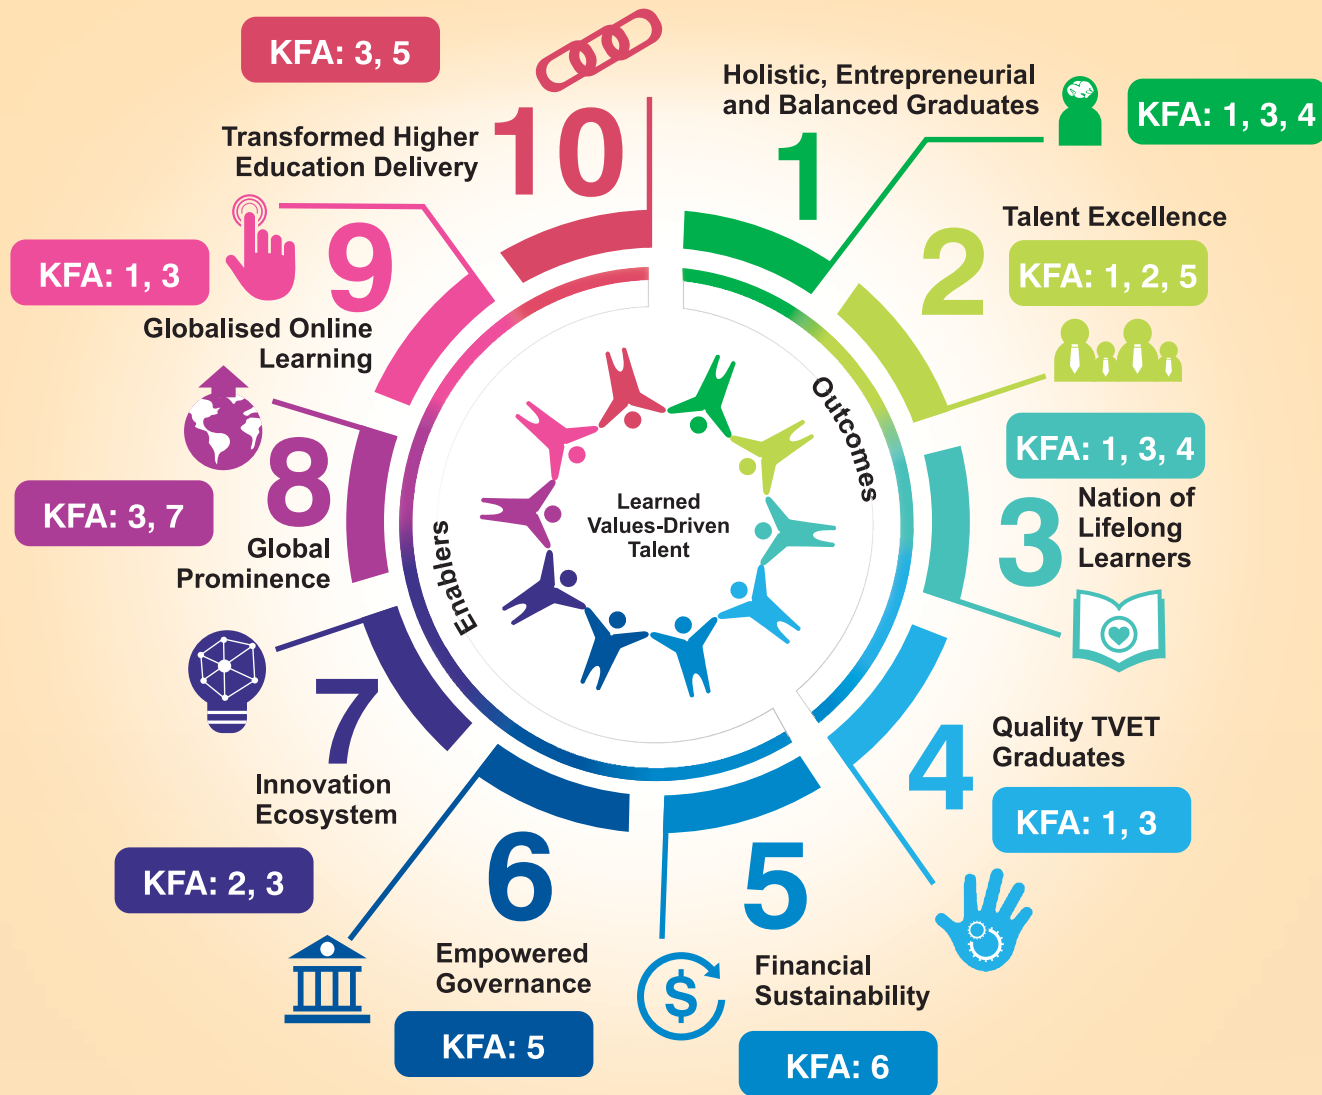 1
Holistic, Entrepreneurial
and Balanced Graduates
KFA: 1, 3, 4
2
Talent Excellence
KFA: 1, 2, 5
3
KFA: 1, 3, 4
Nation of
Lifelong
Learners
4
Quality TVET
Graduates
KFA: 1, 3
5
$
Financial
Sustainability
KFA: 6
6
Empowered
Governance
KFA: 5
7
Innovation
Ecosystem
KFA: 2, 3
8
KFA: 3, 7
Global
Prominence
9
KFA: 1, 3
Globalised Online
Learning
10
KFA: 3, 5
Transformed Higher
Education Delivery
Outcomes
Enablers
Learned
Values-Driven
Talent